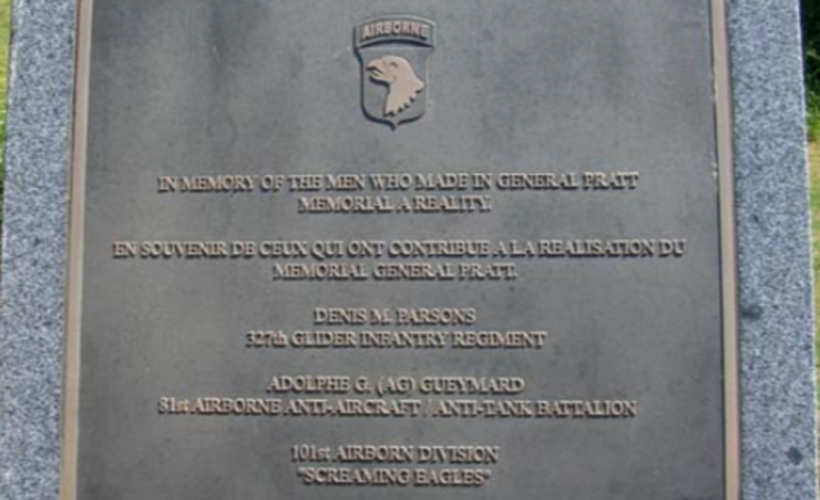 AIRBORNE
IN MEMORY OF THE MEN WHO MADE IN GENERAL PRATT
MEMORIAL A REALITY.
EN SOUVENIR DE CEUX QUI ONT CONTRIBUE A LA REALISATION DU
MEMORIAL GENERAL PRATT.
DENIS M. PARSONS
327th GLIDER INFANTRY REGIMENT
ADOLPHE G. (AG) GUEYMARD
81st AIRBORNE ANTI-AIRCRAFT / ANTI-TANK BATTALION
101st AIRBORN DIVISION
"SCREAMING EAGLES"